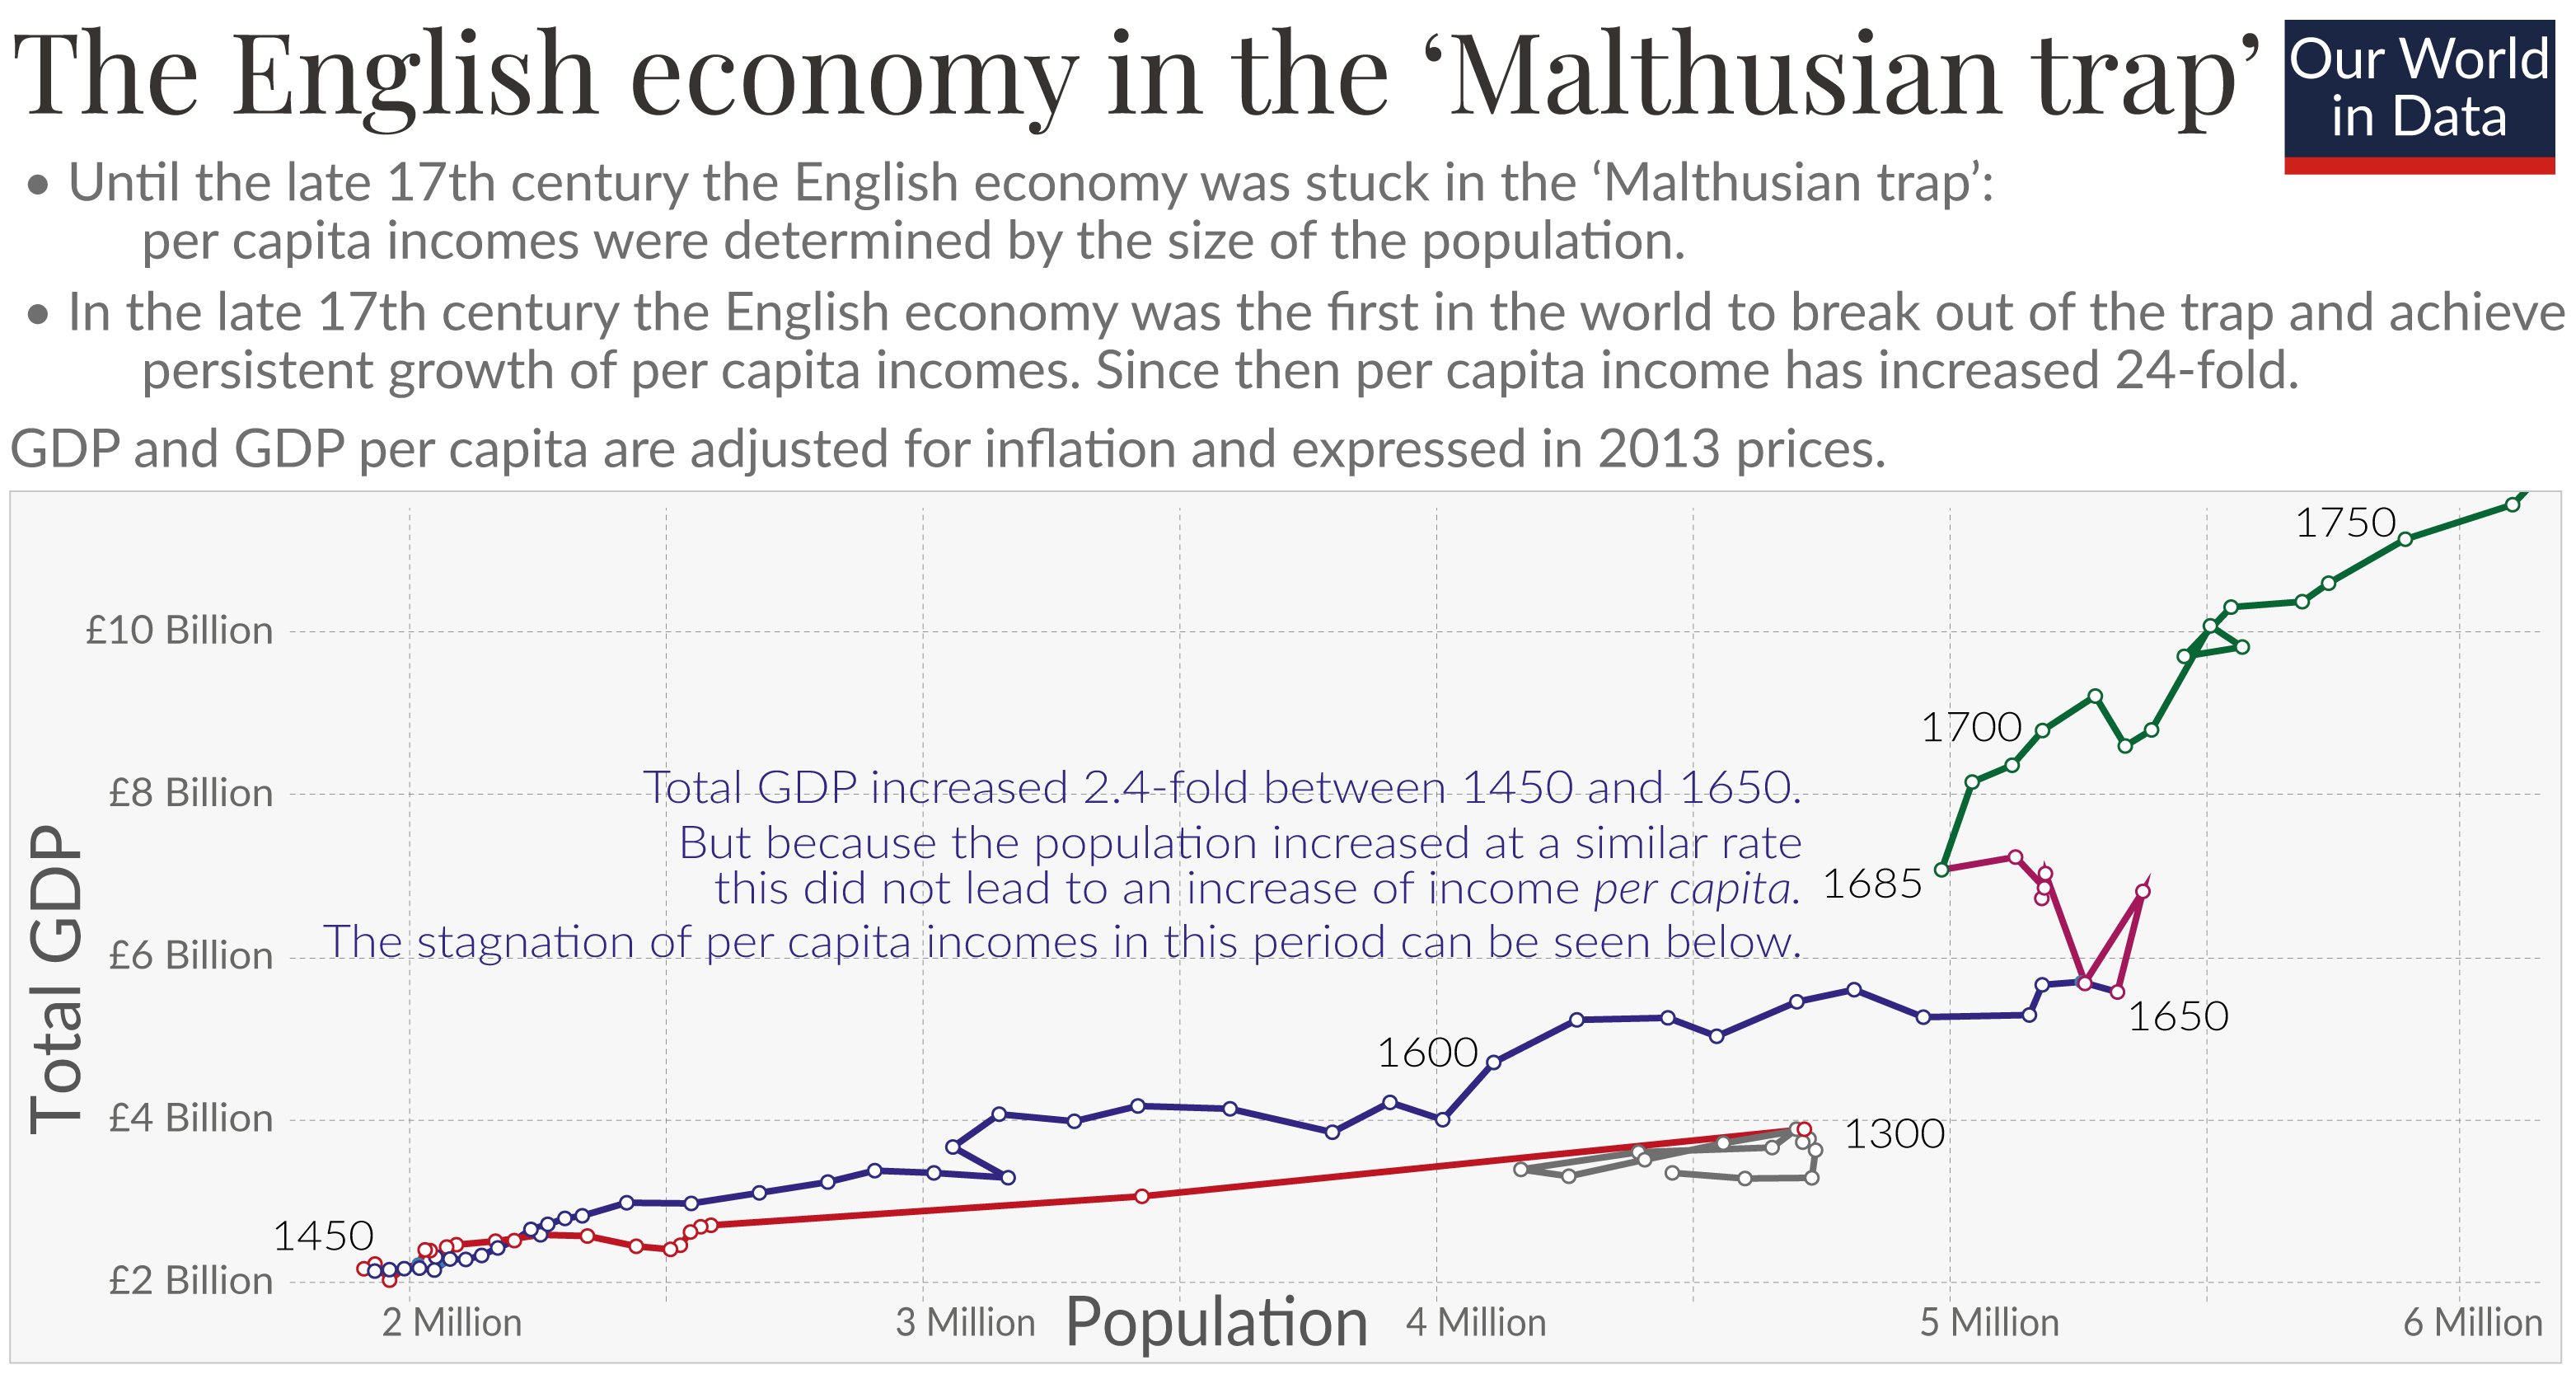 The English economy in the ‘Malthusian trap’
Our World
in Data
• Until the late 17th century the English economy was stuck in the ‘Malthusian trap’:
per capita incomes were determined by the size of the population.
• In the late 17th century the English economy was the first in the world to break out of the trap and achieve
persistent growth of per capita incomes. Since then per capita income has increased 24-fold.
GDP and GDP per capita are adjusted for inflation and expressed in 2013 prices.
1750
£10 Billion
1700
£8 Billion
Total GDP increased 2.4-fold between 1450 and 1650.
But because the population increased at a similar rate
this did not lead to an increase of income per capita.
1685
The stagnation of per capita incomes in this period can be seen below.
£6 Billion
Total GDP
1650
1600
£4 Billion
1300
1450
£2 Billion
2 Million
3 Million
Population
4 Million
5 Million
6 Million